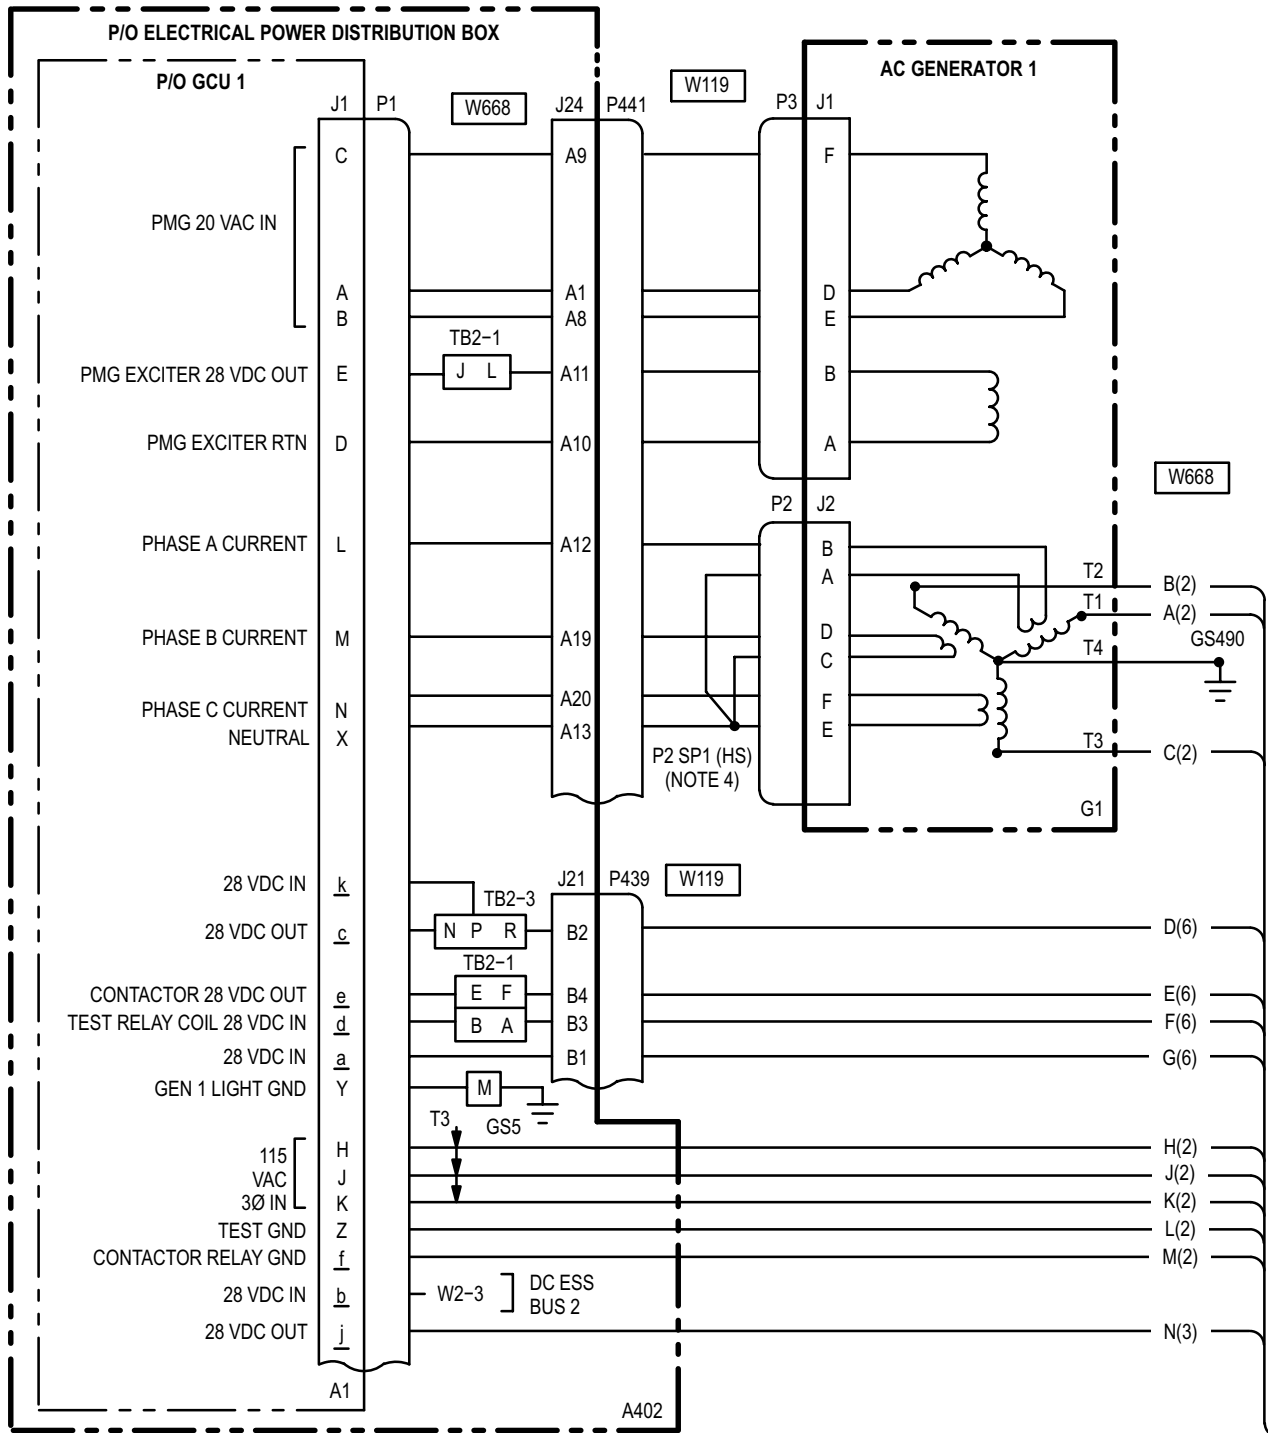 P/O ELECTRICAL POWER DISTRIBUTION BOX
P/O GCU 1
AC GENERATOR 1
J1 P1 W668 J24 P441 W119 P3 J1
C A9 F
PMG 20 VAC IN
A A1 D
B A8 E
TB2−1
PMG EXCITER 28 VDC OUT E J L A11 B
PMG EXCITER RTN D A10 A
W668
P2 J2
PHASE A CURRENT L A12 B
A T2 B(2)
T1 A(2)
PHASE B CURRENT M A19 D GS490
C T4
PHASE C CURRENT N A20 F
NEUTRAL X A13 E
T3 C(2)
P2 SP1 (HS)
(NOTE 4)
G1
28 VDC IN k J21 P439 W119
TB2−3
28 VDC OUT c N P R B2 D(6)
TB2−1
CONTACTOR 28 VDC OUT e E F B4 E(6)
TEST RELAY COIL 28 VDC IN d B A B3 F(6)
28 VDC IN a B1 G(6)
GEN 1 LIGHT GND Y M
T3 GS5
115 H H(2)
VAC J J(2)
3Ø IN K K(2)
TEST GND Z L(2)
CONTACTOR RELAY GND f M(2)
28 VDC IN b W2−3 DC ESS
BUS 2
28 VDC OUT j N(3)
A1
A402